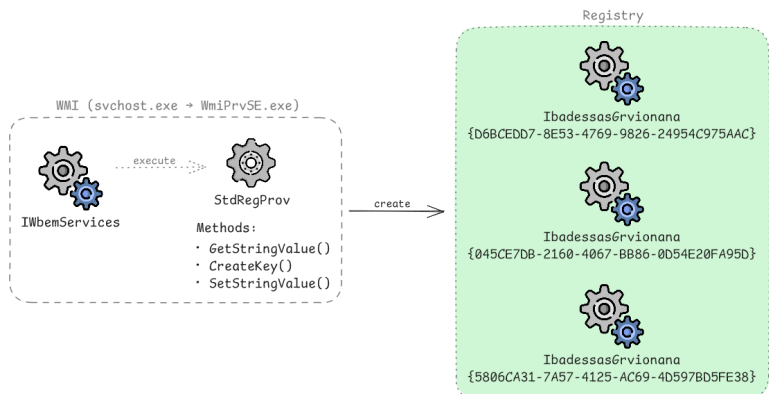 Registry
IbadessasGrvionana
{D6BCEDD7-8E53-4769-9826-24954C975AAC}
WMI (svchost.exe → WmiPrvSE.exe)
execute
IWbemServices
StdRegProv
Methods:
· GetStringValue()
· CreateKey()
· SetStringValue()
create
IbadessasGrvionana
{045CE7DB-2160-4067-BB86-0D54E20FA95D}
IbadessasGrvionana
{5806CA31-7A57-4125-AC69-4D597BD5FE38}